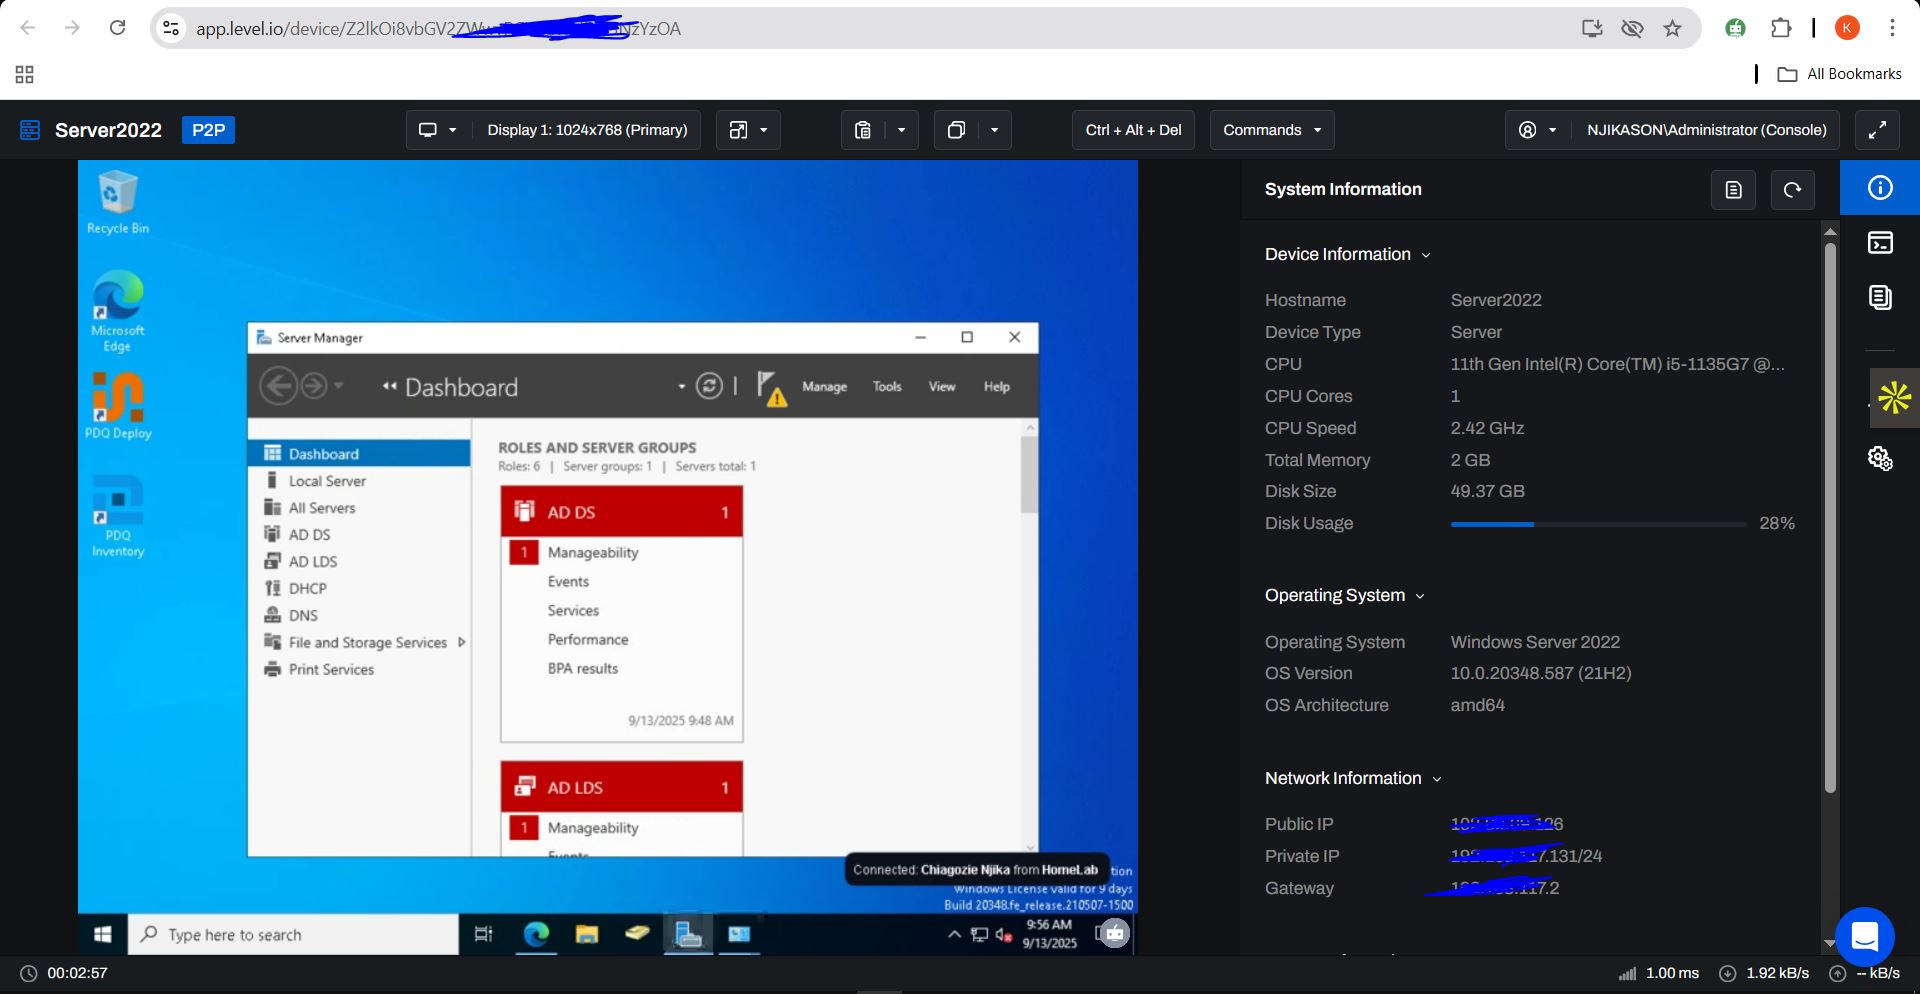 app.level.io/device/Z2lkOi8vbGV2ZWw NzYzOA
K
All Bookmarks
Server2022
P2P
Display 1: 1024x768 (Primary)
Ctrl + Alt + Del
Commands
NJIKASON\Administrator (Console)
Recycle Bin
Microsoft
Edge
PDQ Deploy
PDQ
Inventory
Server Manager
Dashboard
Manage
Tools
View
Help
Dashboard
Local Server
All Servers
AD DS
AD LDS
DHCP
DNS
File and Storage Services
Print Services
ROLES AND SERVER GROUPS
Roles: 6 | Server groups: 1 | Servers total: 1
AD DS 1
1 Manageability
Events
Services
Performance
BPA results
9/13/2025 9:48 AM
AD LDS 1
1 Manageability
Events
Connected: Chiagozie Njika from HomeLab
tion
Windows License valid for 9 days
Build 20348.fe_release.210507-1500
Type here to search
9:56 AM
9/13/2025
System Information
Device Information
Hostname Server2022
Device Type Server
CPU 11th Gen Intel(R) Core(TM) i5-1135G7 @...
CPU Cores 1
CPU Speed 2.42 GHz
Total Memory 2 GB
Disk Size 49.37 GB
Disk Usage 28%
Operating System
Operating System Windows Server 2022
OS Version 10.0.20348.587 (21H2)
OS Architecture amd64
Network Information
Public IP 126
Private IP .131/24
Gateway .2
00:02:57
1.00 ms
1.92 kB/s
-- kB/s